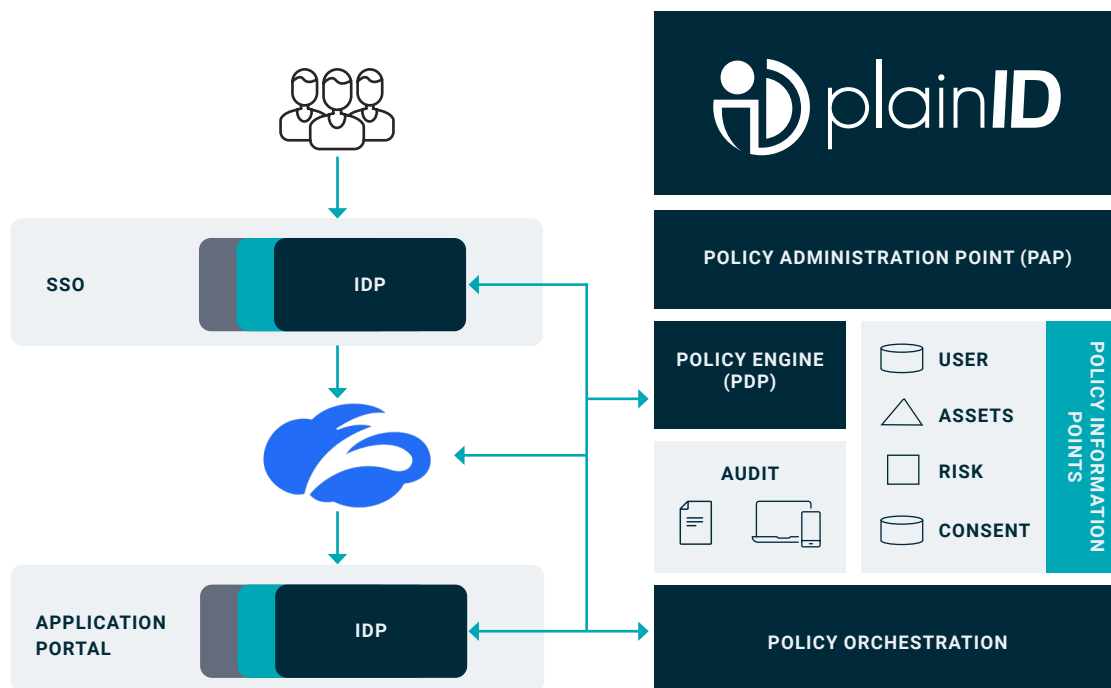 plainID
POLICY ADMINISTRATION POINT (PAP)
SSO
IDP
POLICY ENGINE
(PDP)
USER
ASSETS
RISK
CONSENT
POLICY INFORMATION
POINTS
AUDIT
APPLICATION
PORTAL
IDP
POLICY ORCHESTRATION